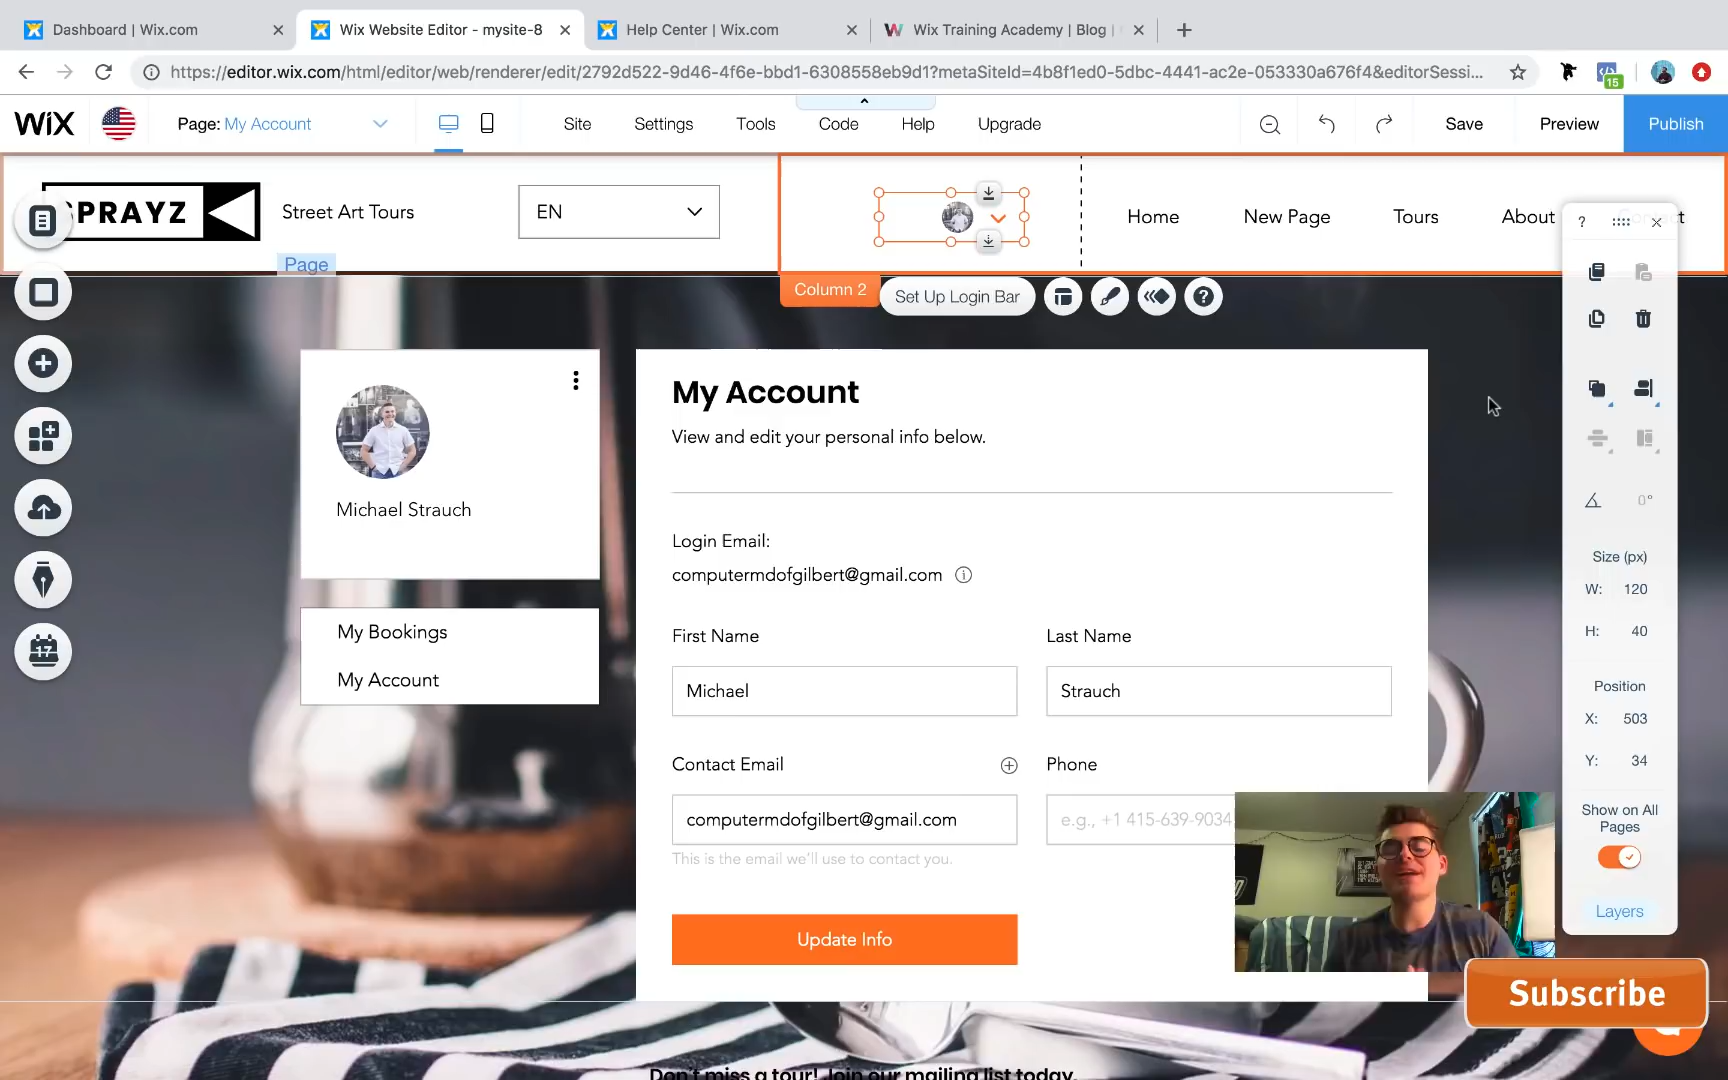 Dashboard | Wix.com
Wix Website Editor - mysite-8
Help Center | Wix.com
Wix Training Academy | Blog |
https://editor.wix.com/html/editor/web/renderer/edit/2792d522-9d46-4f6e-bbd1-6308558eb9d1?metaSiteId=4b8f1ed0-5dbc-4441-ac2e-053330a676f4&editorSessi...
15
WiX
Page: My Account
Site
Settings
Tools
Code
Help
Upgrade
Save
Preview
Publish
SPRAYZ
Street Art Tours
EN
Home
New Page
Tours
About
Page
Column 2
Set Up Login Bar
?
?
17
Michael Strauch
My Bookings
My Account
My Account
View and edit your personal info below.
Login Email:
computermdofgilbert@gmail.com
First Name
Last Name
Michael
Strauch
Contact Email
Phone
computermdofgilbert@gmail.com
e.g., +1 415-639-9034
This is the email we'll use to contact you.
Update Info
0°
Size (px)
W: 120
H: 40
Position
X: 503
Y: 34
Show on All
Pages
Layers
Subscribe
Don't miss a tour! Join our mailing list today.